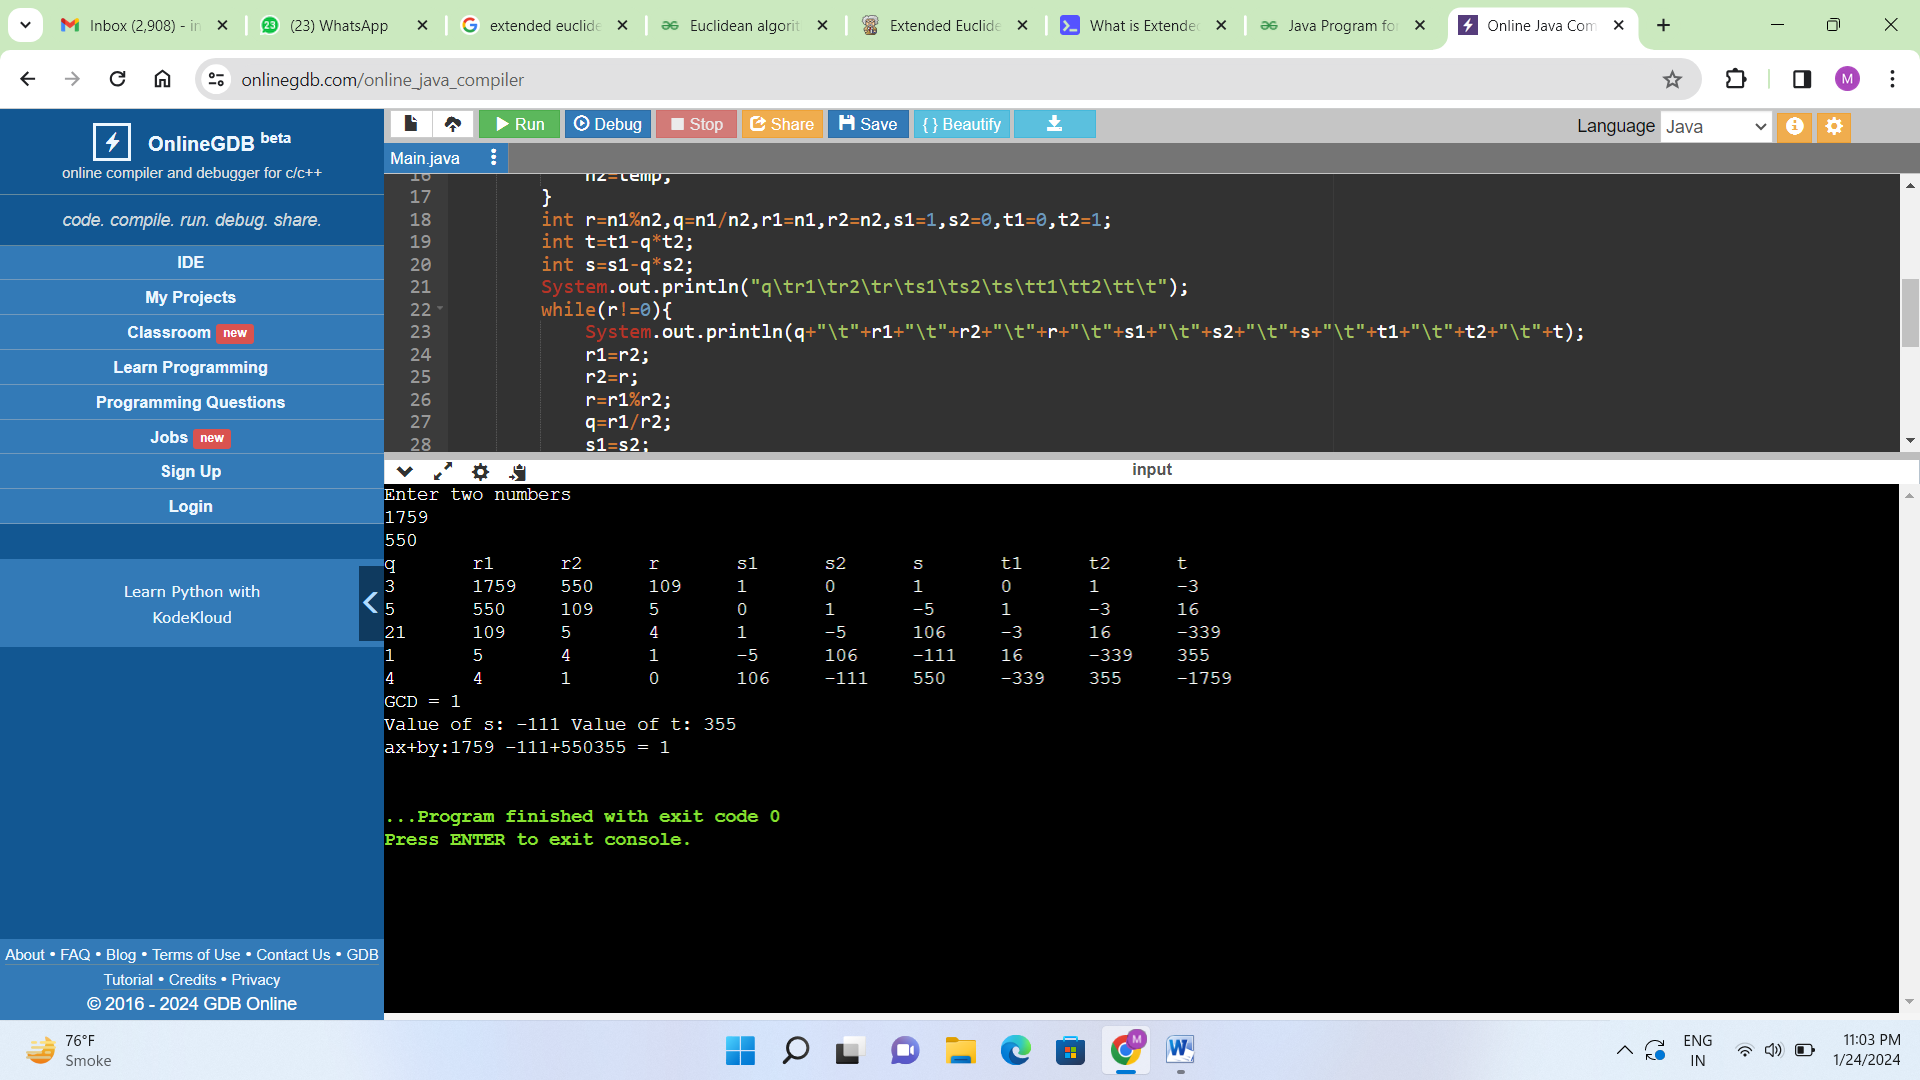 Inbox (2,908) - in
(23) WhatsApp
extended euclide
Euclidean algorit
Extended Euclide
What is Extende
Java Program fo
Online Java Com
onlinegdb.com/online_java_compiler
M
OnlineGDB beta
online compiler and debugger for c/c++
code. compile. run. debug. share.
IDE
My Projects
Classroom new
Learn Programming
Programming Questions
Jobs new
Sign Up
Login
Learn Python with
KodeKloud
About • FAQ • Blog • Terms of Use • Contact Us • GDB
Tutorial • Credits • Privacy
© 2016 - 2024 GDB Online
Run Debug Stop Share Save { } Beautify
Language Java
Main.java
16 n2=temp;
17 }
18 int r=n1%n2,q=n1/n2,r1=n1,r2=n2,s1=1,s2=0,t1=0,t2=1;
19 int t=t1-q*t2;
20 int s=s1-q*s2;
21 System.out.println("q\tr1\tr2\tr\ts1\ts2\ts\tt1\tt2\tt\t");
22 while(r!=0){
23 System.out.println(q+"\t"+r1+"\t"+r2+"\t"+r+"\t"+s1+"\t"+s2+"\t"+s+"\t"+t1+"\t"+t2+"\t"+t);
24 r1=r2;
25 r2=r;
26 r=r1%r2;
27 q=r1/r2;
28 s1=s2;
input
Enter two numbers
1759
550
q r1 r2 r s1 s2 s t1 t2 t
3 1759 550 109 1 0 1 0 1 -3
5 550 109 5 0 1 -5 1 -3 16
21 109 5 4 1 -5 106 -3 16 -339
1 5 4 1 -5 106 -111 16 -339 355
4 4 1 0 106 -111 550 -339 355 -1759
GCD = 1
Value of s: -111 Value of t: 355
ax+by:1759 -111+550355 = 1
...Program finished with exit code 0
Press ENTER to exit console.
76°F
Smoke
ENG
IN
11:03 PM
1/24/2024